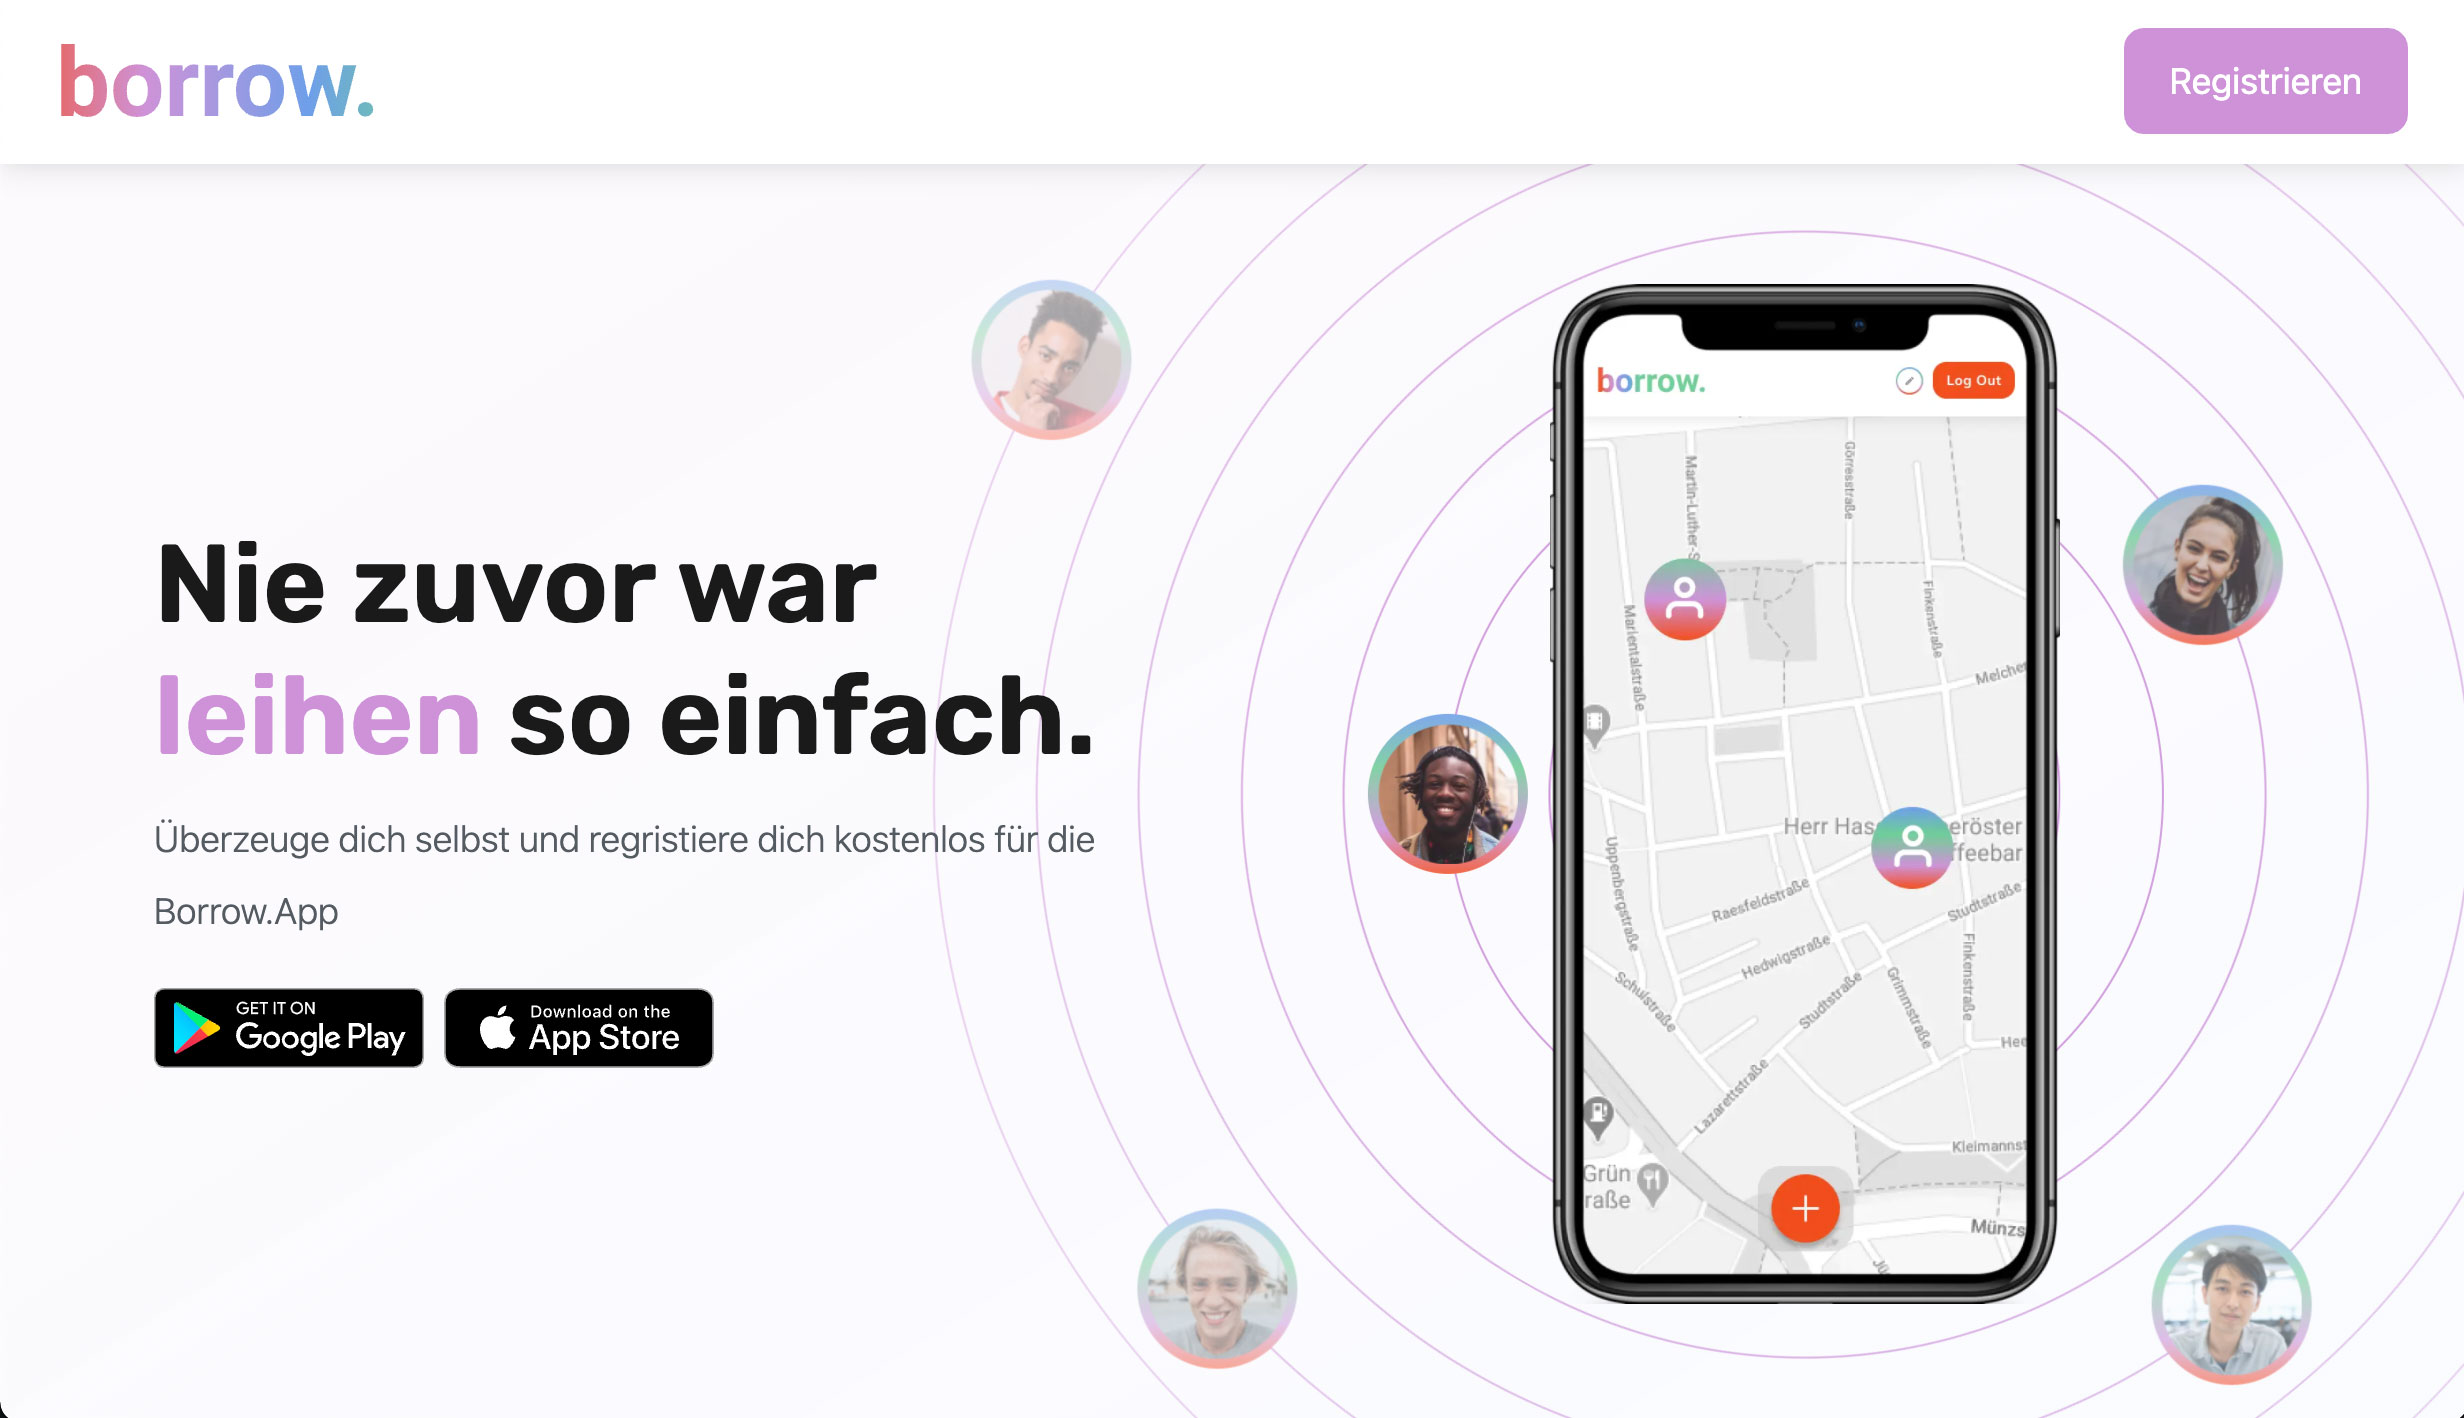 borrow.
Registrieren
Nie zuvor war
leihen so einfach.
Überzeuge dich selbst und regristiere dich kostenlos für die
Borrow.App
GET IT ON
Google Play
Download on the
App Store
borrow.
Log Out
Martin-Luther-S
Görresstraße
Finkenstraße
Marientalstraße
Melcher
Herr Has
eröster
ffeebar
Uppenbergstraße
Raesfeldstraße
Studtstraße
Hedwigstraße
Finkenstraße
Schulstraße
Studtstraße
Grimmstraße
Hee
Lazarettstraße
Kleimannst
Grün
raße
Münzs
Jü